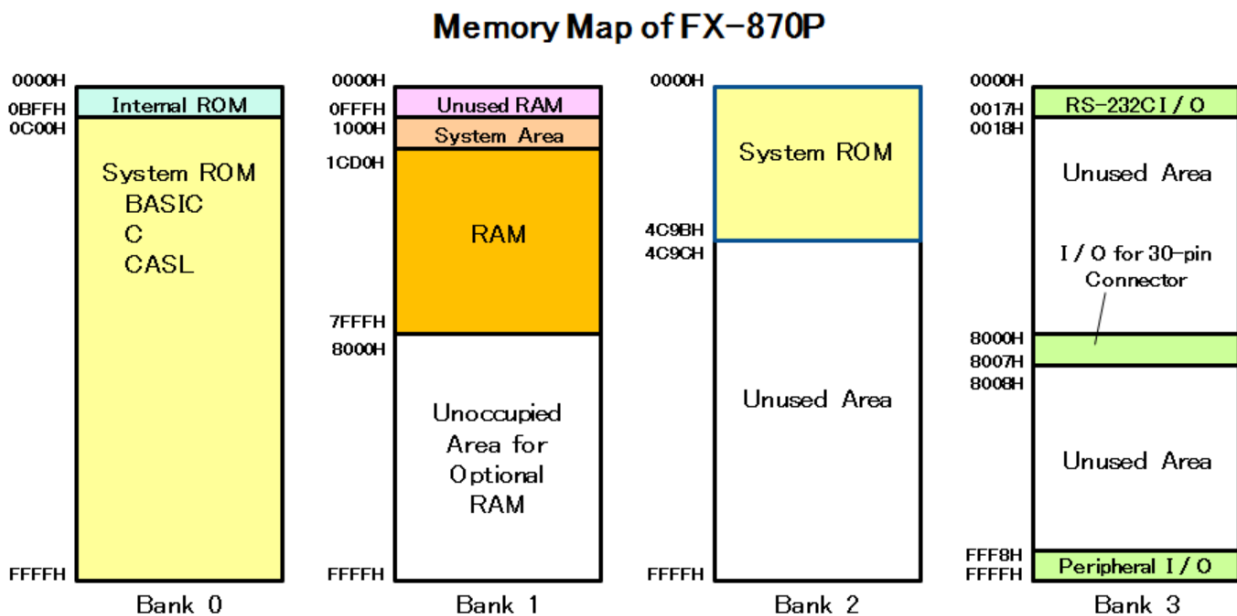 Memory Map of FX-870P
0000H
Internal ROM
0BFFH
0C00H
System ROM
BASIC
C
CASL
FFFFH
Bank 0
0000H
Unused RAM
0FFFH
1000H
System Area
1CD0H
RAM
7FFFH
8000H
Unoccupied
Area for
Optional
RAM
FFFFH
Bank 1
0000H
System ROM
4C9BH
4C9CH
Unused Area
FFFFH
Bank 2
0000H
RS-232C I / O
0017H
0018H
Unused Area
I / O for 30-pin
Connector
8000H
8007H
8008H
Unused Area
FFF8H
Peripheral I / O
FFFFH
Bank 3